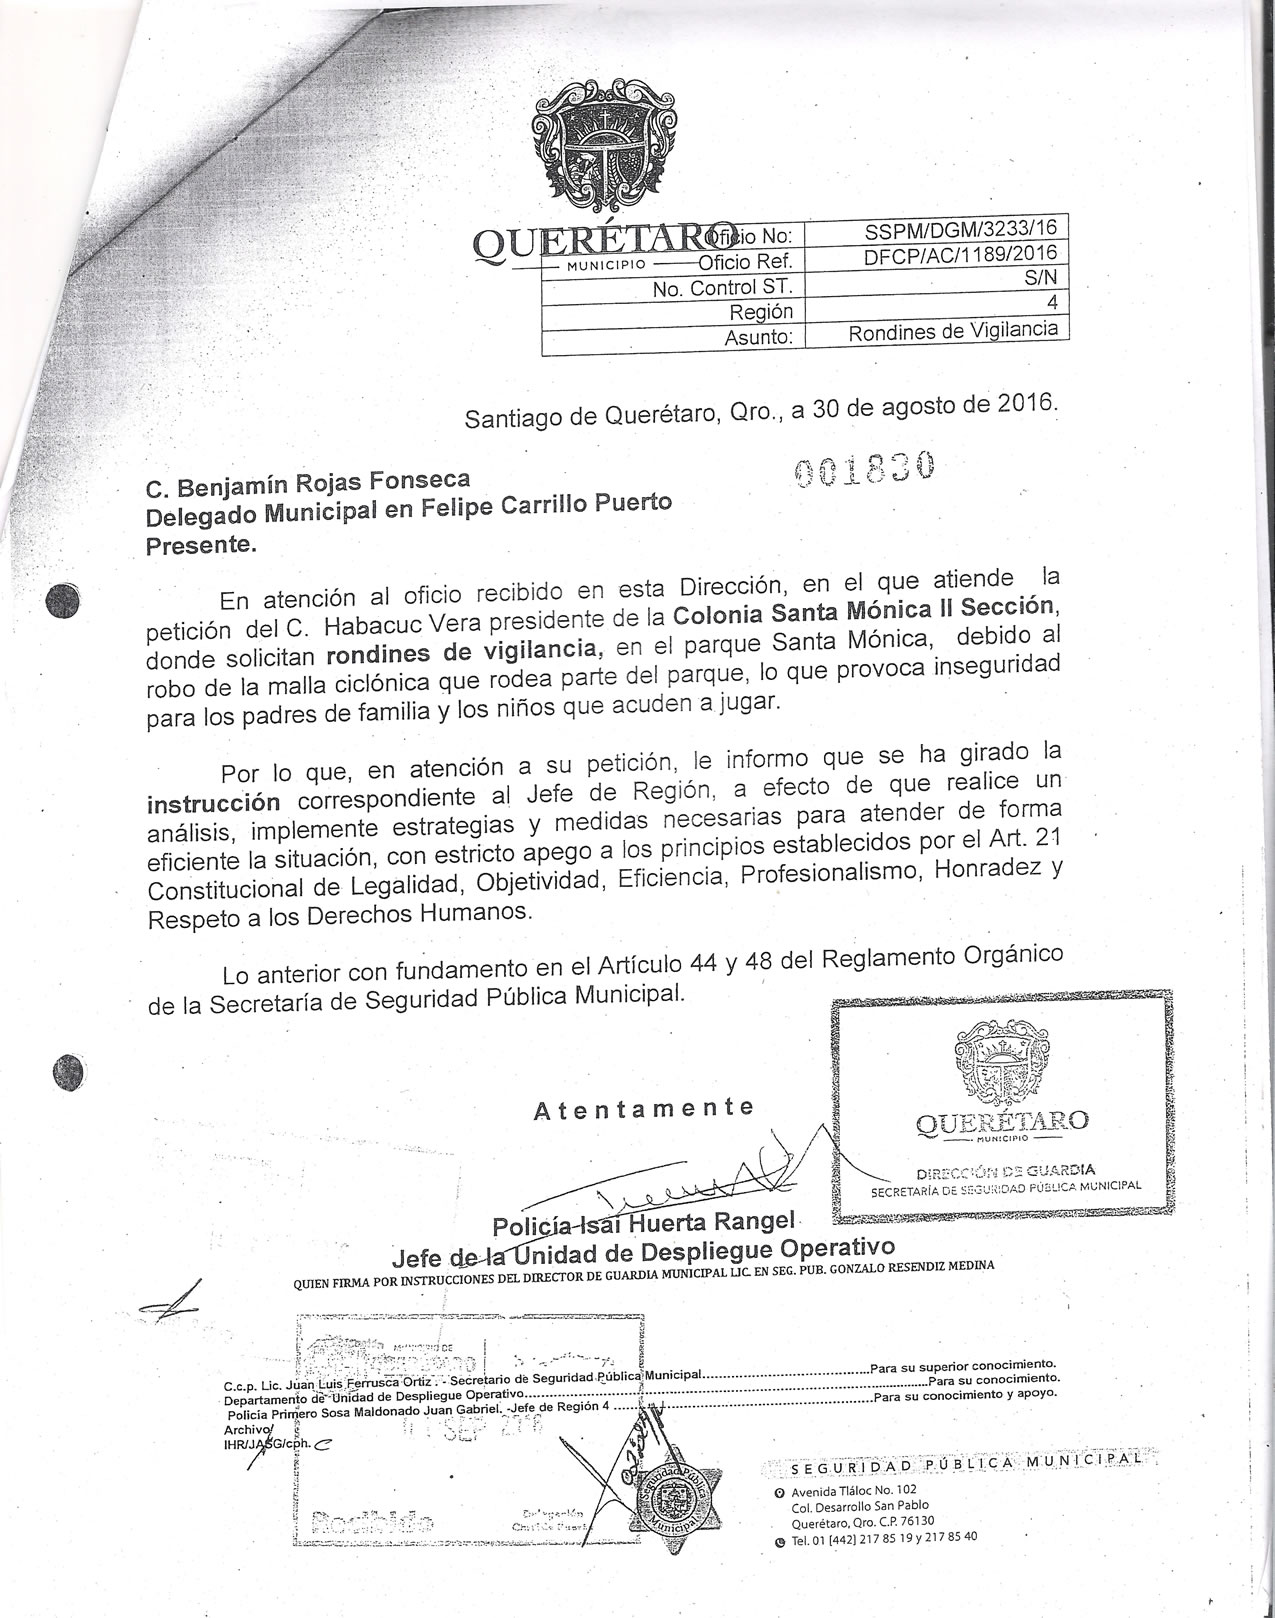 QUERÉTARO
MUNICIPIO
Oficio No: SSPM/DGM/3233/16
Oficio Ref. DFCP/AC/1189/2016
No. Control ST. S/N
Región 4
Asunto: Rondines de Vigilancia
Santiago de Querétaro, Qro., a 30 de agosto de 2016.
001830
C. Benjamín Rojas Fonseca
Delegado Municipal en Felipe Carrillo Puerto
Presente.
En atención al oficio recibido en esta Dirección, en el que atiende la
petición del C. Habacuc Vera presidente de la Colonia Santa Mónica II Sección,
donde solicitan rondines de vigilancia, en el parque Santa Mónica, debido al
robo de la malla ciclónica que rodea parte del parque, lo que provoca inseguridad
para los padres de familia y los niños que acuden a jugar.
Por lo que, en atención a su petición, le informo que se ha girado la
instrucción correspondiente al Jefe de Región, a efecto de que realice un
análisis, implemente estrategias y medidas necesarias para atender de forma
eficiente la situación, con estricto apego a los principios establecidos por el Art. 21
Constitucional de Legalidad, Objetividad, Eficiencia, Profesionalismo, Honradez y
Respeto a los Derechos Humanos.
Lo anterior con fundamento en el Artículo 44 y 48 del Reglamento Orgánico
de la Secretaría de Seguridad Pública Municipal.
QUERÉTARO
MUNICIPIO
DIRECCIÓN DE GUARDIA
SECRETARÍA DE SEGURIDAD PÚBLICA MUNICIPAL
Atentamente
Policía Isaí Huerta Rangel
Jefe de la Unidad de Despliegue Operativo
QUIEN FIRMA POR INSTRUCCIONES DEL DIRECTOR DE GUARDIA MUNICIPAL LIC. EN SEG. PUB. GONZALO RESENDIZ MEDINA
MUNICIPIO DE
C.c.p. Lic. Juan Luis Ferrusca Ortiz . - Secretario de Seguridad Pública Municipal..................................................Para su superior conocimiento.
Departamento de Unidad de Despliegue Operativo....................................................................................................Para su conocimiento.
Policía Primero Sosa Maldonado Juan Gabriel. -Jefe de Región 4 ................................................................Para su conocimiento y apoyo.
Archivo/
IHR/JASG/cph.
01 SEP 2016
Recibido
Delegación
Seguridad Pública
Municipal
SEGURIDAD PÚBLICA MUNICIPAL
Avenida Tláloc No. 102
Col. Desarrollo San Pablo
Querétaro, Qro. C.P. 76130
Tel. 01 [442] 217 85 19 y 217 85 40